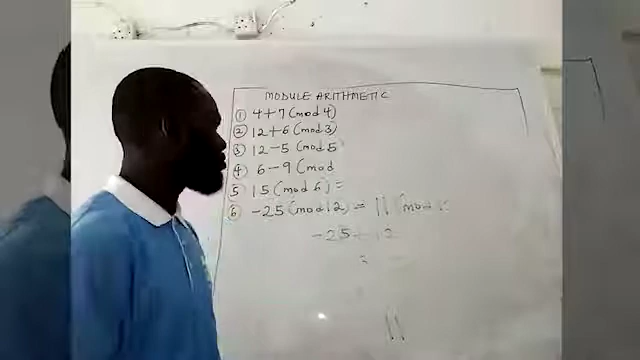 MODULE ARITHMETIC
① 4+7 (mod 4)
② 12+6 (mod 3)
③ 12-5 (mod 5
④ 6-9 (mod
5 15 (mod 6) =
⑥ -25 (mod 12) = 11 (mod
-25 + 12
=
11